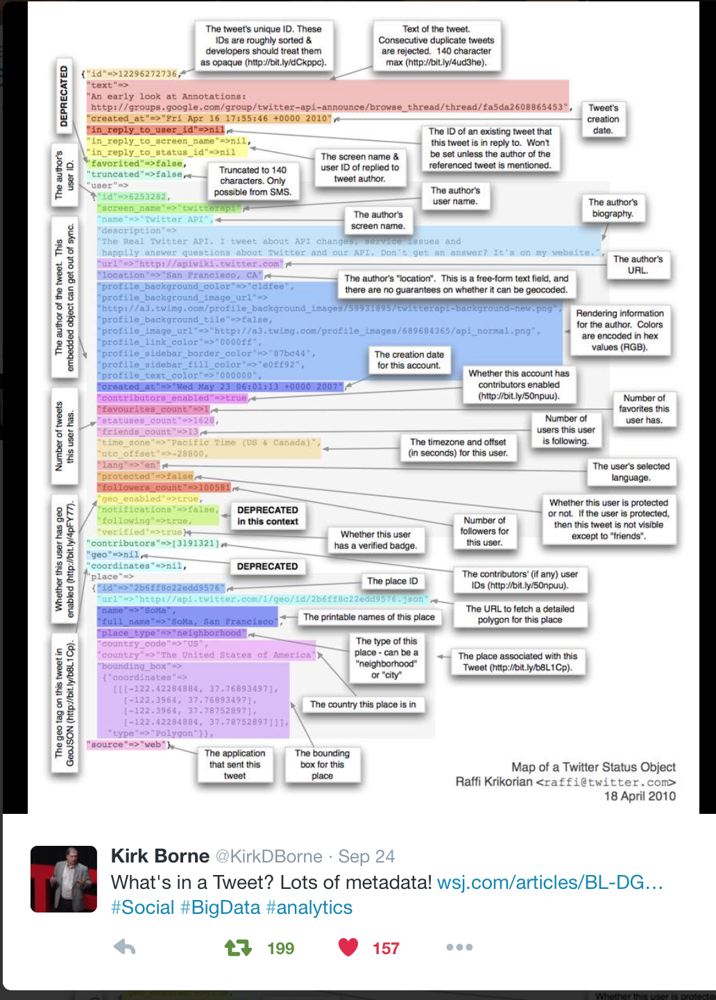 The tweet's unique ID. These
IDs are roughly sorted &
developers should treat them
as opaque (http://bit.ly/dCkppc).
Text of the tweet.
Consecutive duplicate tweets
are rejected. 140 character
max (http://bit.ly/4ud3he).
DEPRECATED
{"id"=>12296272736,
"text"=>
"An early look at Annotations:
http://groups.google.com/group/twitter-api-announce/browse_thread/thread/fa5da2608865453",
"created_at"=>"Fri Apr 16 17:55:46 +0000 2010",
"in_reply_to_user_id"=>nil,
"in_reply_to_screen_name"=>nil,
"in_reply_to_status_id"=>nil
"favorited"=>false,
"truncated"=>false,
"user"=>
{"id"=>6253282,
"screen_name"=>"twitterapi"
"name"=>"Twitter API",
"description"=>
"The Real Twitter API. I tweet about API changes, service issues and
happily answer questions about Twitter and our API. Don't get an answer? It's on my website.",
"url"=>"http://apiwiki.twitter.com"
"location"=>"San Francisco, CA"
"profile_background_color"=>"c1dfee",
"profile_background_image_url"=>
"http://a3.twimg.com/profile_background_images/59931895/twitterapi-background-new.png",
"profile_background_tile"=>false,
"profile_image_url"=>"http://a3.twimg.com/profile_images/689684365/api_normal.png",
"profile_link_color"=>"0000ff",
"profile_sidebar_border_color"=>"87bc44",
"profile_sidebar_fill_color"=>"e0ff92",
"profile_text_color"=>"000000",
"created_at"=>"Wed May 23 06:01:13 +0000 2007",
"contributors_enabled"=>true,
"favourites_count"=>1,
"statuses_count"=>1628,
"friends_count"=>13,
"time_zone"=>"Pacific Time (US & Canada)",
"utc_offset"=>-28800,
"lang"=>"en"
"protected"=>false
"followers_count"=>100581
"geo_enabled"=>true,
"notifications"=>false,
"following"=>true,
"verified"=>true}
"contributors"=>[3191321],
"geo"=>nil,
"coordinates"=>nil,
"place"=>
{"id"=>"2b6ff8c22edd9576"
"url"=>"http://api.twitter.com/1/geo/id/2b6ff8c22edd9576.json"
"name"=>"SoMa",
"full_name"=>"SoMa, San Francisco",
"place_type"=>"neighborhood"
"country_code"=>"US",
"country"=>"The United States of America"
"bounding_box"=>
{"coordinates"=>
[[[-122.42284884, 37.76893497],
[-122.3964, 37.76893497],
[-122.3964, 37.78752897],
[-122.42284884, 37.78752897]]],
"type"=>"Polygon"}},
"source"=>"web"}
Tweet's
creation
date.
The ID of an existing tweet that
this tweet is in reply to. Won't
be set unless the author of the
referenced tweet is mentioned.
The screen name &
user ID of replied to
tweet author.
Truncated to 140
characters. Only
possible from SMS.
The author's
user ID.
The author's
user name.
The author's
screen name.
The author's
biography.
The author's
URL.
The author's "location". This is a free-form text field, and
there are no guarantees on whether it can be geocoded.
The author of the tweet. This
embedded object can get out of sync.
Rendering information
for the author. Colors
are encoded in hex
values (RGB).
The creation date
for this account.
Whether this account has
contributors enabled
(http://bit.ly/50npuu).
Number of
favorites this
user has.
Number of tweets
this user has.
Number of
users this user
is following.
The timezone and offset
(in seconds) for this user.
The user's selected
language.
Whether this user is protected
or not. If the user is protected,
then this tweet is not visible
except to "friends".
DEPRECATED
in this context
Number of
followers for
this user.
Whether this user has geo
enabled (http://bit.ly/4pFY77).
Whether this user
has a verified badge.
DEPRECATED
The contributors' (if any) user
IDs (http://bit.ly/50npuu).
The place ID
The URL to fetch a detailed
polygon for this place
The printable names of this place
The type of this
place - can be a
"neighborhood"
or "city"
The place associated with this
Tweet (http://bit.ly/b8L1Cp).
The geo tag on this tweet in
GeoJSON (http://bit.ly/b8L1Cp).
The country this place is in
The application
that sent this
tweet
The bounding
box for this
place
Map of a Twitter Status Object
Raffi Krikorian <raffi@twitter.com>
18 April 2010
Kirk Borne @KirkDBorne · Sep 24
What's in a Tweet? Lots of metadata! wsj.com/articles/BL-DG…
#Social #BigData #analytics
199
157